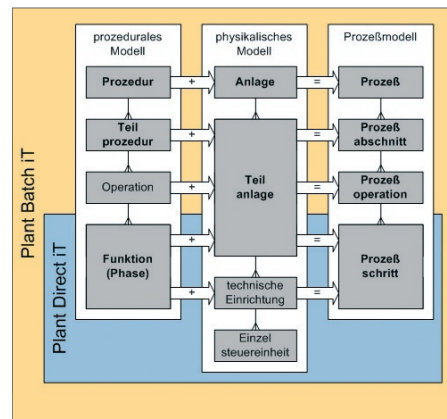 prozedurales
Modell
physikalisches
Modell
Prozeßmodell
Prozedur
+
Anlage
=
Prozeß
Teil
prozedur
+
Teil
anlage
=
Prozeß
abschnitt
Operation
+
=
Prozeß
operation
Funktion
(Phase)
+
=
Prozeß
schritt
+
technische
Einrichtung
=
Einzel
steuereinheit
Plant Batch iT
Plant Direct iT